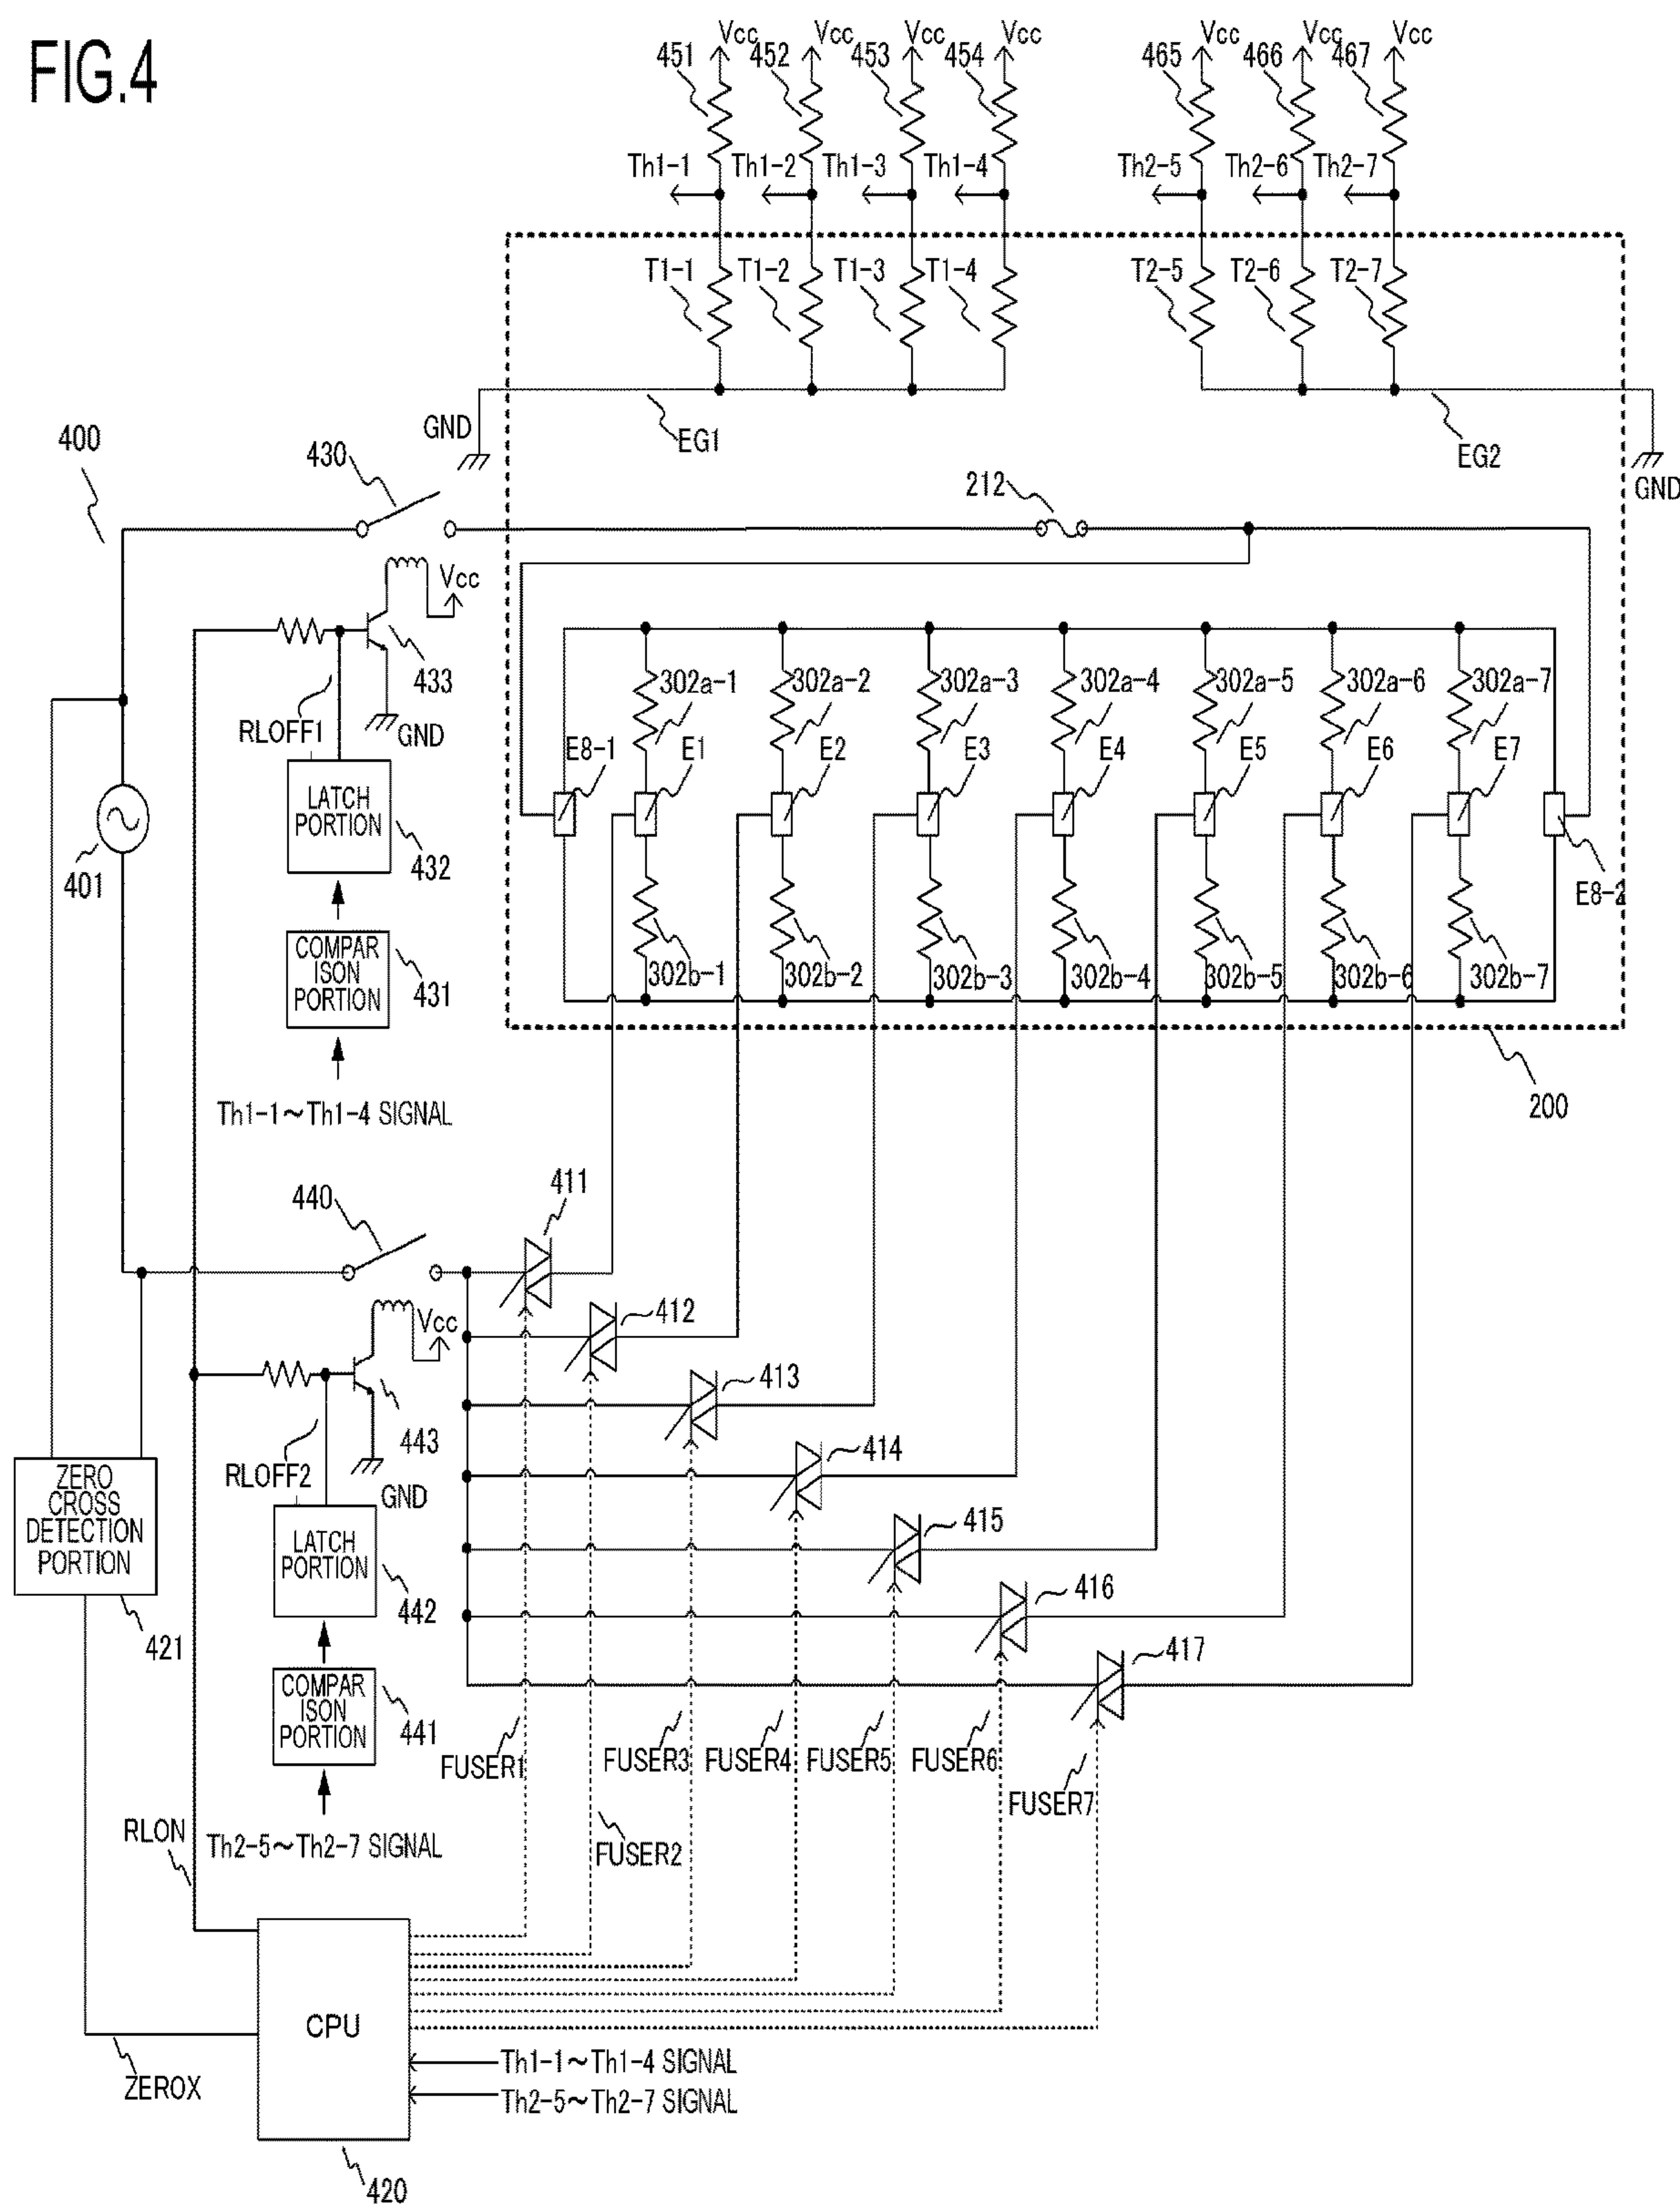 FIG.4
Vcc Vcc Vcc Vcc Vcc Vcc Vcc
451 452 453 454 465 466 467
Th1-1 Th1-2 Th1-3 Th1-4 Th2-5 Th2-6 Th2-7
T1-1 T1-2 T1-3 T1-4 T2-5 T2-6 T2-7
GND
EG1
EG2
GND
400
430
212
Vcc
433
RLOFF1
GND
302a-1 302a-2 302a-3 302a-4 302a-5 302a-6 302a-7
E8-1 E1 E2 E3 E4 E5 E6 E7
E8-2
LATCH
PORTION
432
401
COMPAR
ISON
PORTION
431
302b-1 302b-2 302b-3 302b-4 302b-5 302b-6 302b-7
Th1-1~Th1-4 SIGNAL
200
440
411
Vcc
412
413
443
RLOFF2
GND
414
ZERO
CROSS
DETECTION
PORTION
421
LATCH
PORTION
442
415
416
417
COMPAR
ISON
PORTION
441
FUSER1
FUSER3
FUSER4
FUSER5
FUSER6
FUSER7
RLON
Th2-5~Th2-7 SIGNAL
FUSER2
CPU
ZEROX
Th1-1~Th1-4 SIGNAL
Th2-5~Th2-7 SIGNAL
420